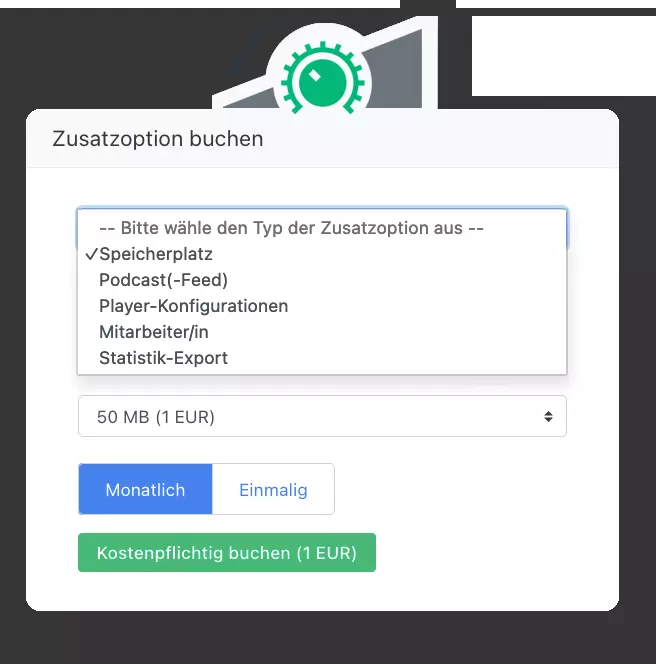 Zusatzoption buchen
-- Bitte wähle den Typ der Zusatzoption aus --
✓Speicherplatz
Podcast(-Feed)
Player-Konfigurationen
Mitarbeiter/in
Statistik-Export
50 MB (1 EUR)
Monatlich Einmalig
Kostenpflichtig buchen (1 EUR)